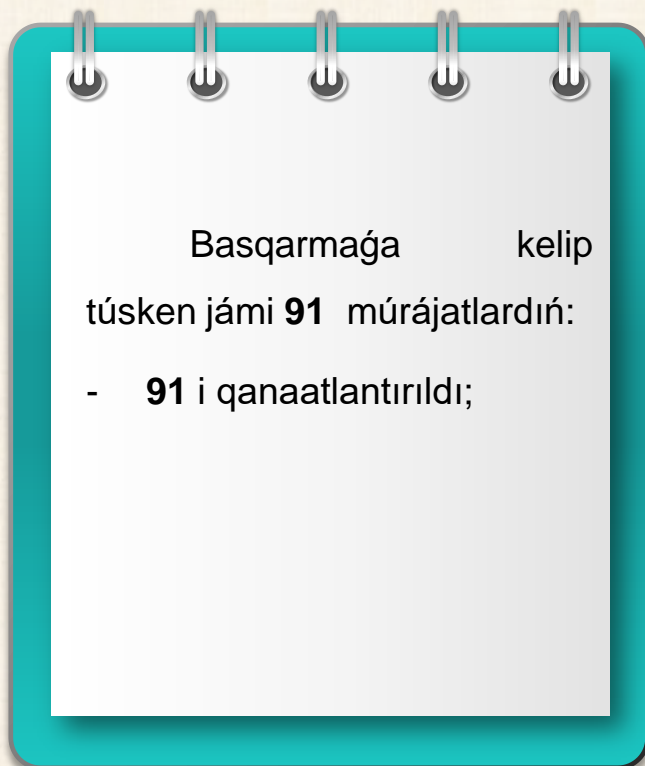 Basqarmaǵa kelip
túsken jámi 91 múrájatlardıń:
- 91 i qanaatlantırıldı;